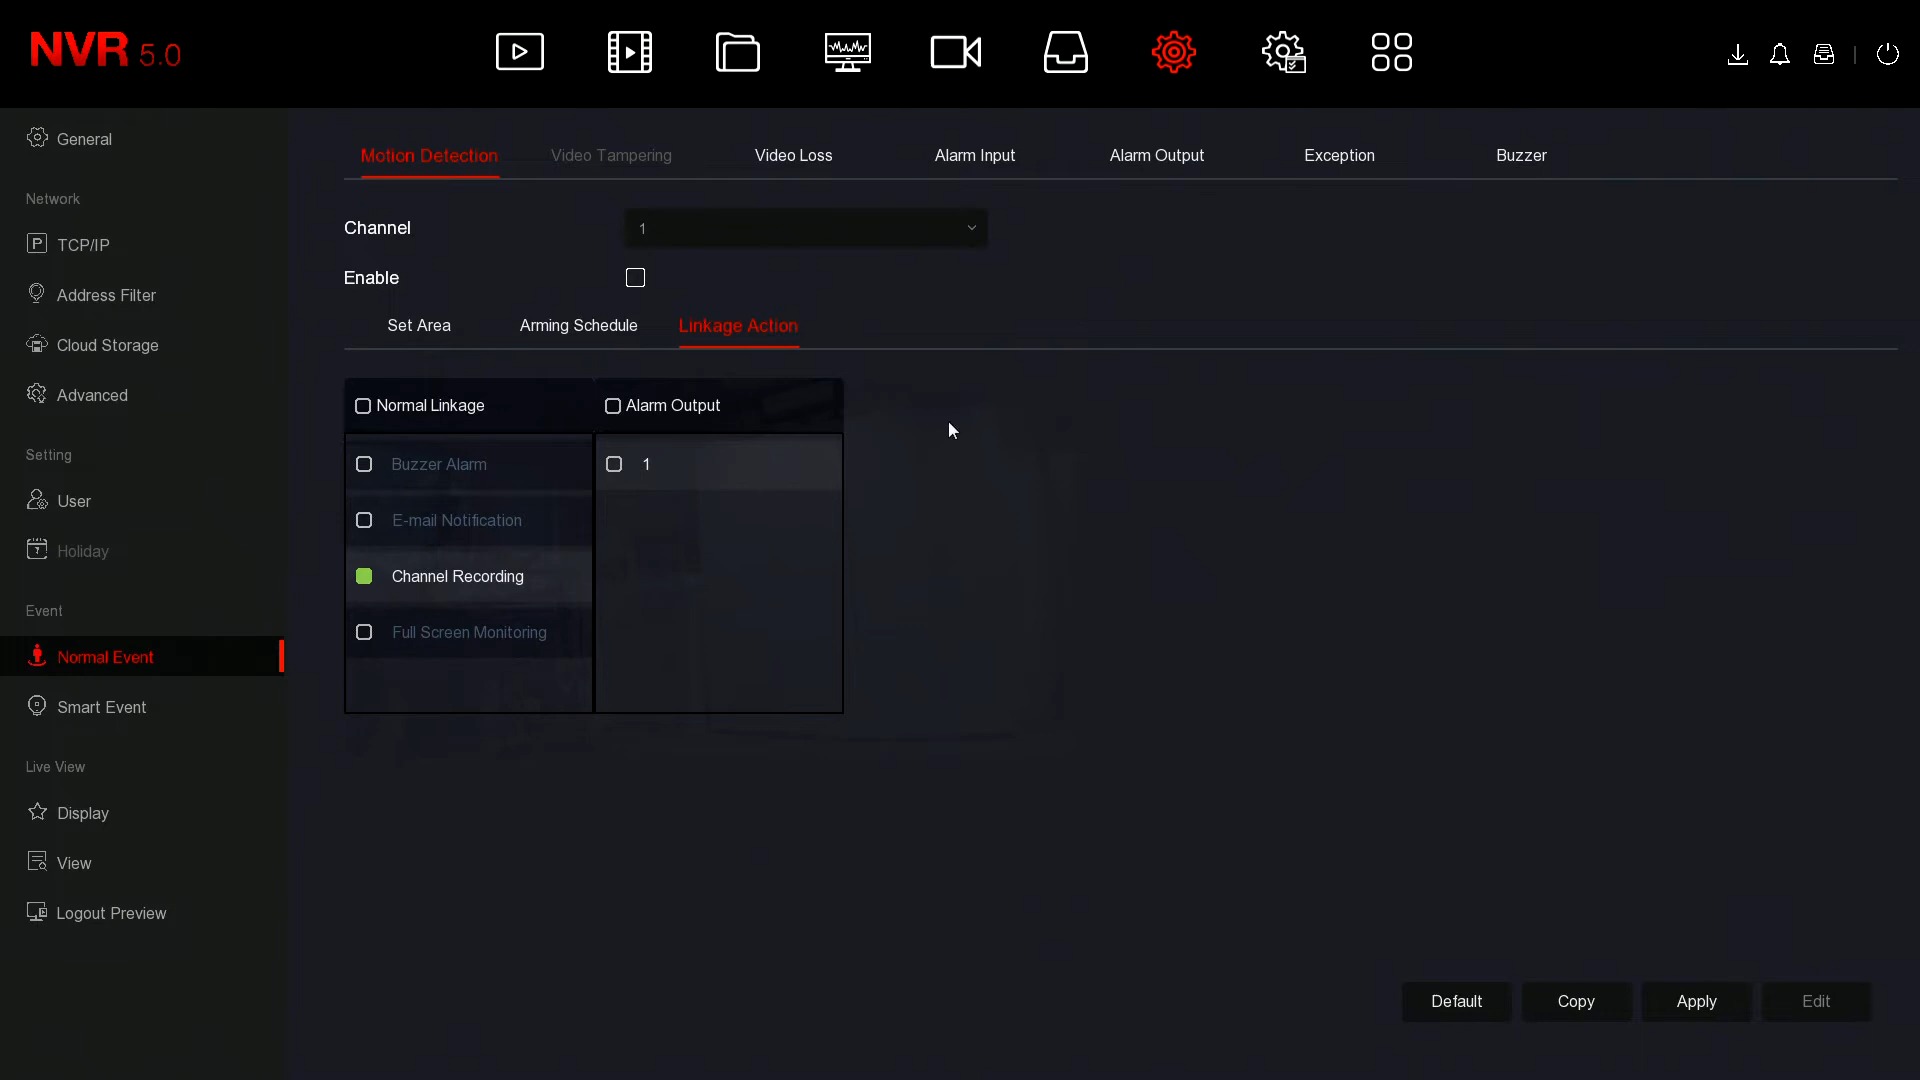 NVR 5.0
General
Network
TCP/IP
Address Filter
Cloud Storage
Advanced
Setting
User
Holiday
Event
Normal Event
Smart Event
Live View
Display
View
Logout Preview
Motion Detection Video Tampering Video Loss Alarm Input Alarm Output Exception Buzzer
Channel 1
Enable
Set Area Arming Schedule Linkage Action
Normal Linkage Alarm Output
Buzzer Alarm 1
E-mail Notification
Channel Recording
Full Screen Monitoring
Default Copy Apply Edit